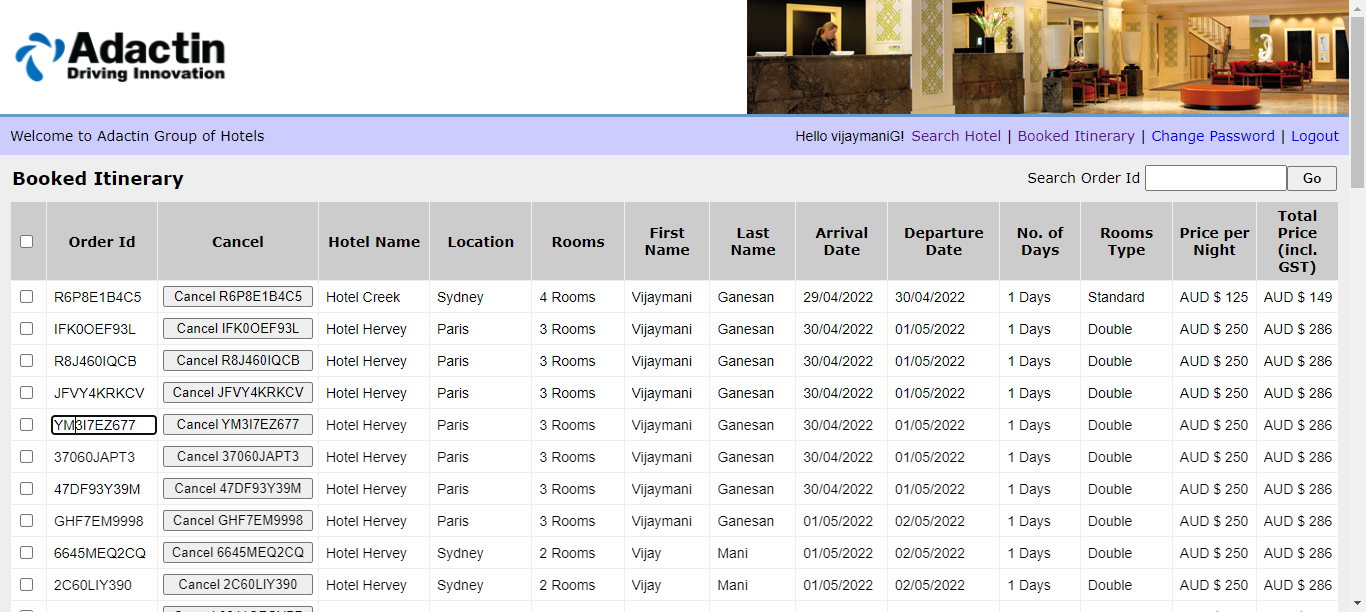 Adactin
Driving Innovation
Welcome to Adactin Group of Hotels
Hello vijaymaniG! Search Hotel | Booked Itinerary | Change Password | Logout
Booked Itinerary
Search Order Id Go
Order Id Cancel Hotel Name Location Rooms First Name Last Name Arrival Date Departure Date No. of Days Rooms Type Price per Night Total Price (incl. GST)
R6P8E1B4C5 Cancel R6P8E1B4C5 Hotel Creek Sydney 4 Rooms Vijaymani Ganesan 29/04/2022 30/04/2022 1 Days Standard AUD $ 125 AUD $ 149
IFK0OEF93L Cancel IFK0OEF93L Hotel Hervey Paris 3 Rooms Vijaymani Ganesan 30/04/2022 01/05/2022 1 Days Double AUD $ 250 AUD $ 286
R8J460IQCB Cancel R8J460IQCB Hotel Hervey Paris 3 Rooms Vijaymani Ganesan 30/04/2022 01/05/2022 1 Days Double AUD $ 250 AUD $ 286
JFVY4KRKCV Cancel JFVY4KRKCV Hotel Hervey Paris 3 Rooms Vijaymani Ganesan 30/04/2022 01/05/2022 1 Days Double AUD $ 250 AUD $ 286
YM3I7EZ677 Cancel YM3I7EZ677 Hotel Hervey Paris 3 Rooms Vijaymani Ganesan 30/04/2022 01/05/2022 1 Days Double AUD $ 250 AUD $ 286
37060JAPT3 Cancel 37060JAPT3 Hotel Hervey Paris 3 Rooms Vijaymani Ganesan 30/04/2022 01/05/2022 1 Days Double AUD $ 250 AUD $ 286
47DF93Y39M Cancel 47DF93Y39M Hotel Hervey Paris 3 Rooms Vijaymani Ganesan 30/04/2022 01/05/2022 1 Days Double AUD $ 250 AUD $ 286
GHF7EM9998 Cancel GHF7EM9998 Hotel Hervey Paris 3 Rooms Vijaymani Ganesan 01/05/2022 02/05/2022 1 Days Double AUD $ 250 AUD $ 286
6645MEQ2CQ Cancel 6645MEQ2CQ Hotel Hervey Sydney 2 Rooms Vijay Mani 01/05/2022 02/05/2022 1 Days Double AUD $ 250 AUD $ 286
2C60LIY390 Cancel 2C60LIY390 Hotel Hervey Sydney 2 Rooms Vijay Mani 01/05/2022 02/05/2022 1 Days Double AUD $ 250 AUD $ 286